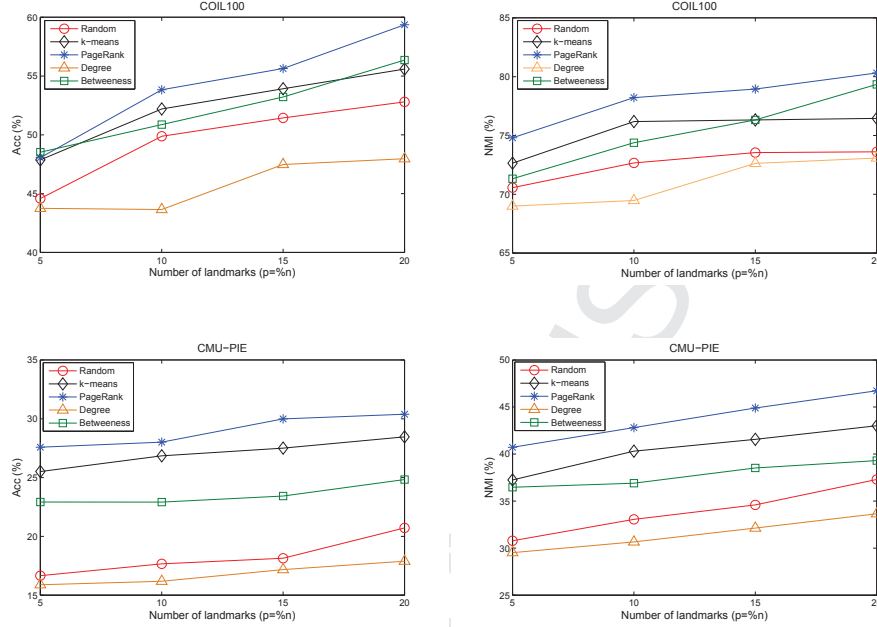 COIL100
60
55
50
45
40
Acc (%)
Random
k−means
PageRank
Degree
Betweeness
5 10 15 20
Number of landmarks (p=%n)
COIL100
85
80
75
70
65
NMI (%)
Random
k−means
PageRank
Degree
Betweeness
5 10 15 2
Number of landmarks (p=%n)
CMU−PIE
35
30
25
20
15
Acc (%)
Random
k−means
PageRank
Degree
Betweeness
5 10 15 20
Number of landmarks (p=%n)
CMU−PIE
50
45
40
35
30
25
NMI (%)
Random
k−means
PageRank
Degree
Betweeness
5 10 15 2
Number of landmarks (p=%n)